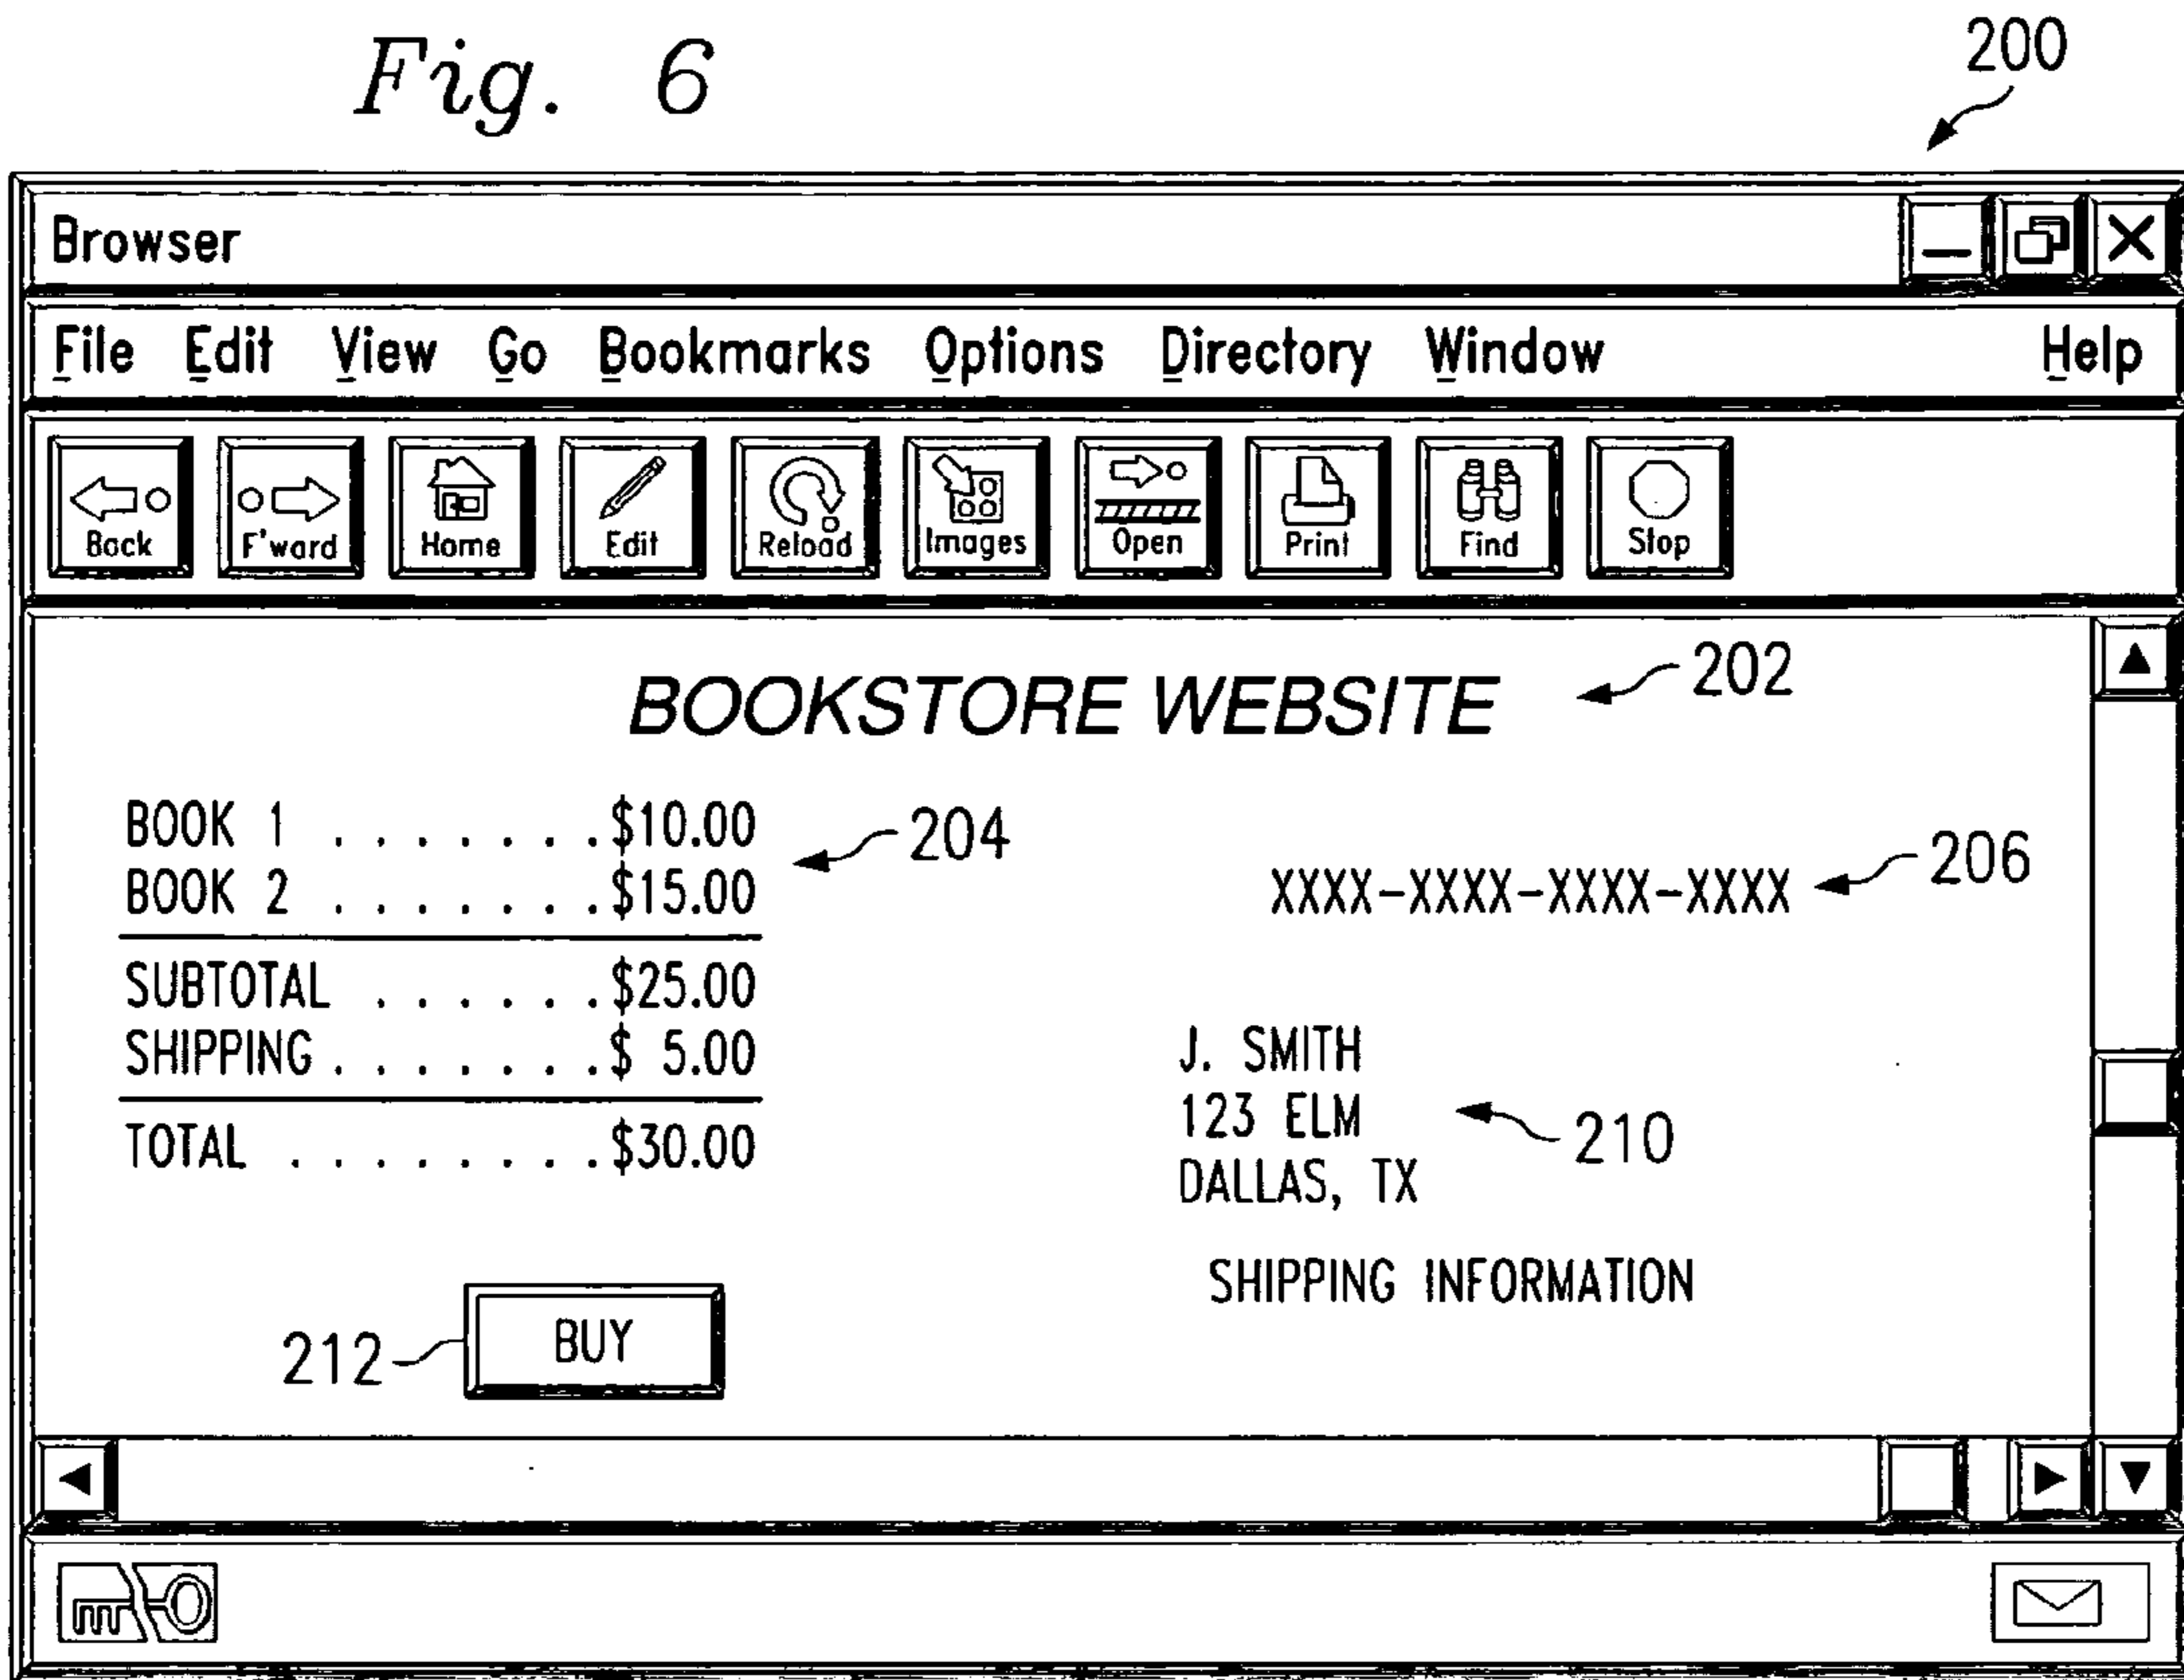 Fig. 6
200
Browser
File Edit View Go Bookmarks Options Directory Window Help
Back F'ward Home Edit Reload Images Open Print Find Stop
BOOKSTORE WEBSITE 202
BOOK 1 . . . . . . . $10.00 204
BOOK 2 . . . . . . . $15.00
XXXX-XXXX-XXXX-XXXX 206
SUBTOTAL . . . . . . $25.00
SHIPPING . . . . . . . $ 5.00
TOTAL . . . . . . . . $30.00
J. SMITH
123 ELM 210
DALLAS, TX
SHIPPING INFORMATION
212 BUY